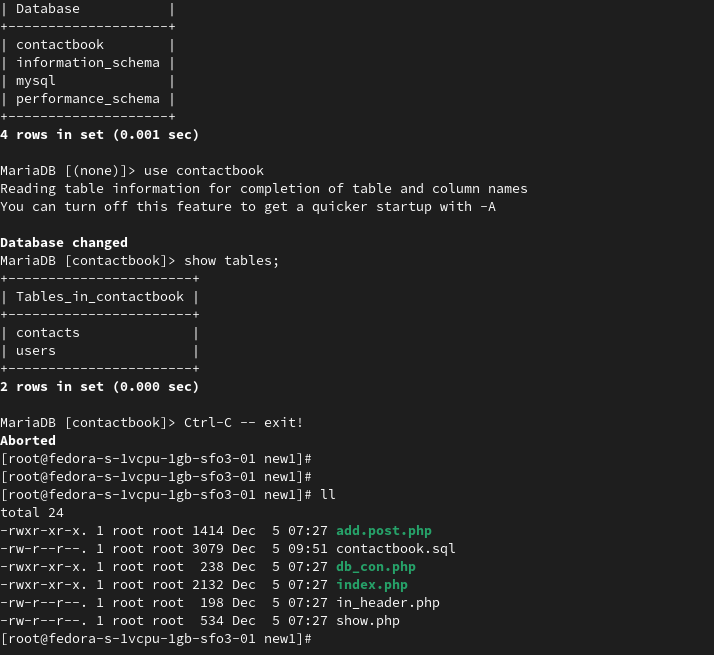 | Database           |
+--------------------+
| contactbook        |
| information_schema |
| mysql              |
| performance_schema |
+--------------------+
4 rows in set (0.001 sec)

MariaDB [(none)]> use contactbook
Reading table information for completion of table and column names
You can turn off this feature to get a quicker startup with -A

Database changed
MariaDB [contactbook]> show tables;
+-----------------------+
| Tables_in_contactbook |
+-----------------------+
| contacts              |
| users                 |
+-----------------------+
2 rows in set (0.000 sec)

MariaDB [contactbook]> Ctrl-C -- exit!
Aborted
[root@fedora-s-1vcpu-1gb-sfo3-01 new1]#
[root@fedora-s-1vcpu-1gb-sfo3-01 new1]#
[root@fedora-s-1vcpu-1gb-sfo3-01 new1]# ll
total 24
-rwxr-xr-x. 1 root root 1414 Dec  5 07:27 add.post.php
-rw-r--r--. 1 root root 3079 Dec  5 09:51 contactbook.sql
-rwxr-xr-x. 1 root root  238 Dec  5 07:27 db_con.php
-rwxr-xr-x. 1 root root 2132 Dec  5 07:27 index.php
-rw-r--r--. 1 root root  198 Dec  5 07:27 in_header.php
-rw-r--r--. 1 root root  534 Dec  5 07:27 show.php
[root@fedora-s-1vcpu-1gb-sfo3-01 new1]#